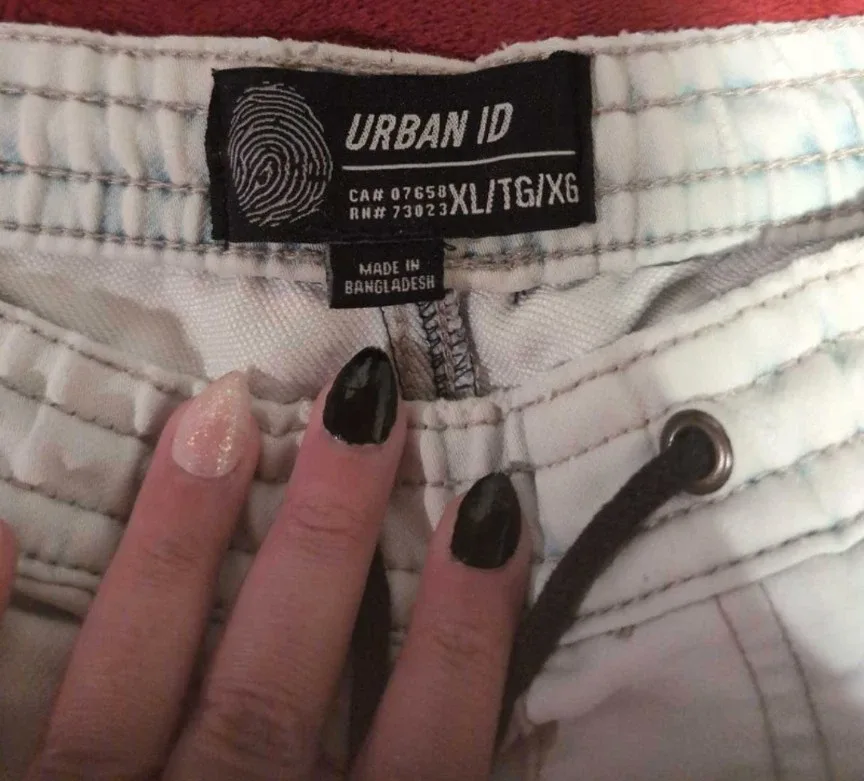 URBAN ID
CA# 07658
RN# 73023
XL/TG/XG
MADE IN
BANGLADESH